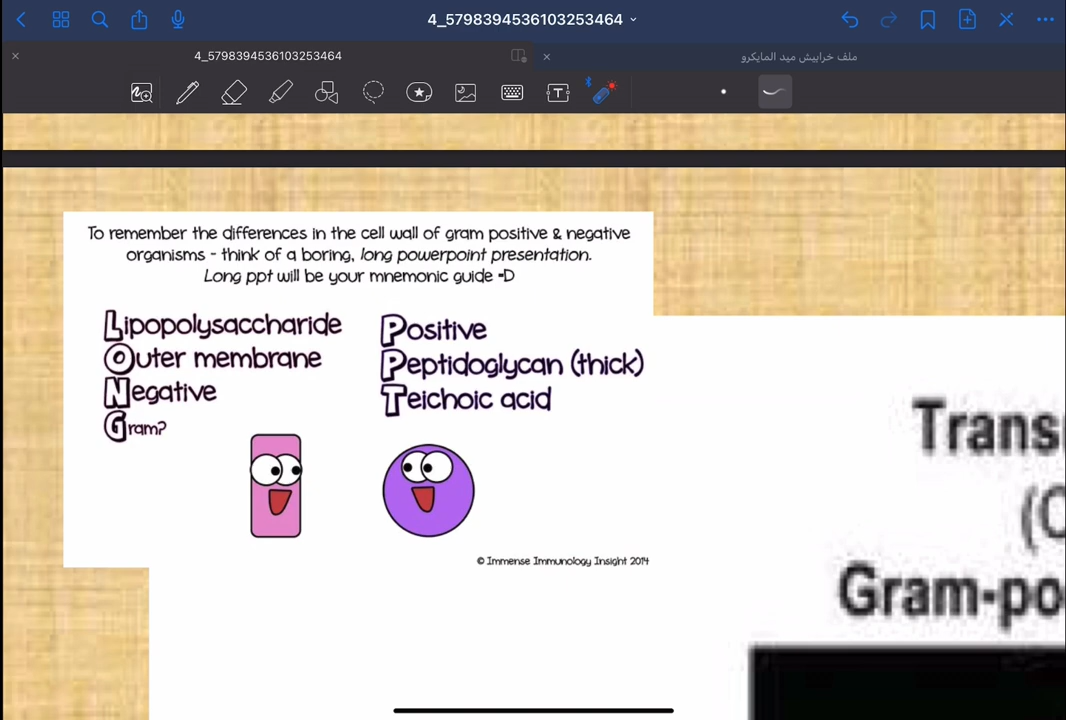 4_5798394536103253464
4_5798394536103253464
ملف خرابيش ميد المايكرو
To remember the differences in the cell wall of gram positive & negative
organisms - think of a boring, long powerpoint presentation.
Long ppt will be your mnemonic guide =D
Lipopolysaccharide
Outer membrane
Negative
Gram?
Positive
Peptidoglycan (thick)
Teichoic acid
© Immense Immunology Insight 2014
Trans
(C
Gram-po